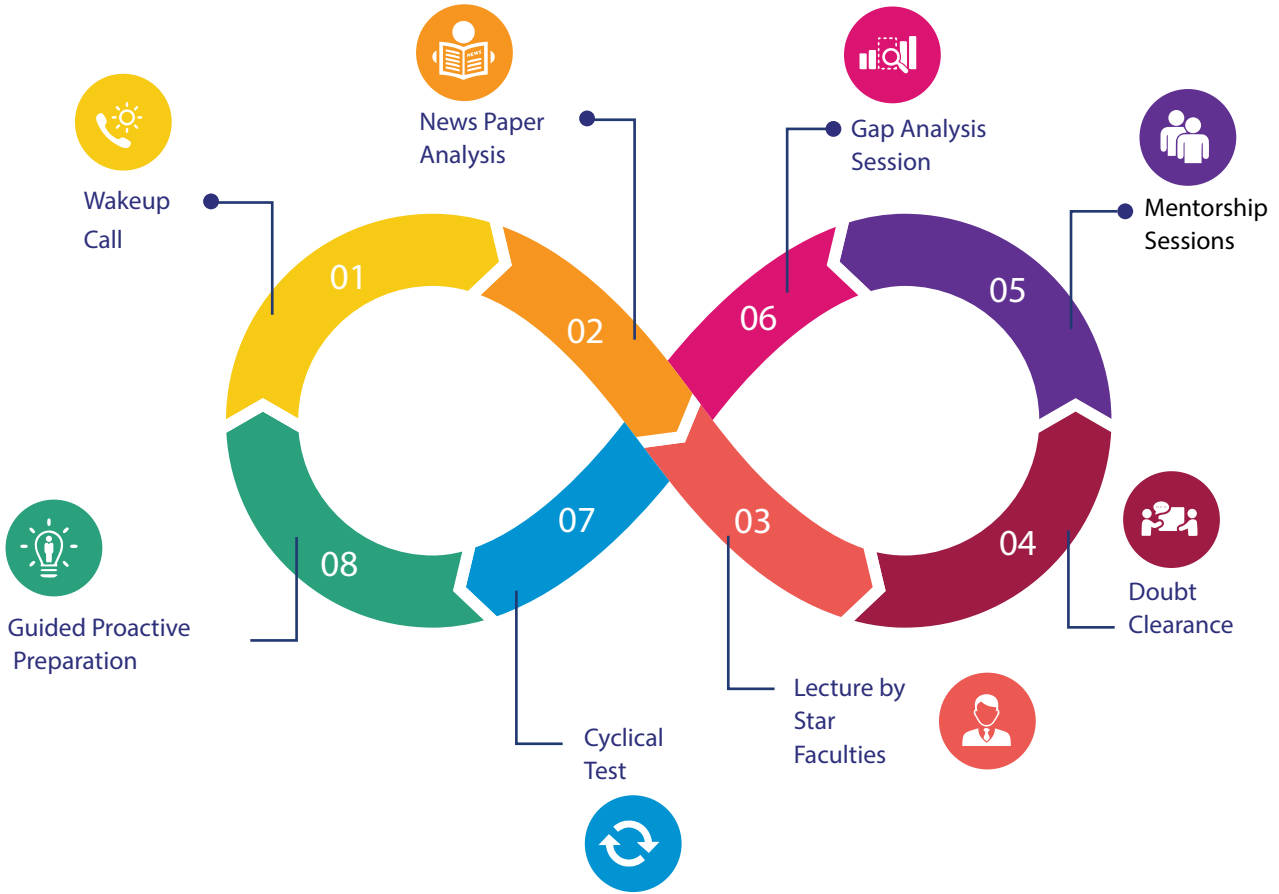 NEWS
News Paper
Analysis
Gap Analysis
Session
Wakeup
Call
Mentorship
Sessions
01
02
06
05
08
07
03
04
Guided Proactive
Preparation
Doubt
Clearance
Lecture by
Star
Faculties
Cyclical
Test